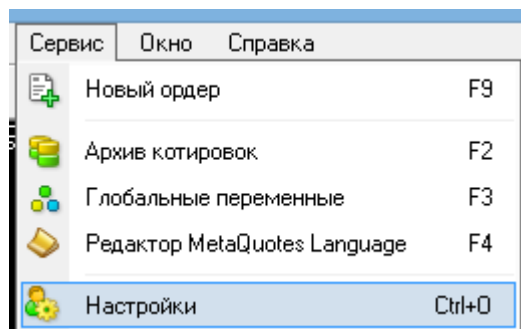 Сервис Окно Справка
Новый ордер F9
Архив котировок F2
Глобальные переменные F3
Редактор MetaQuotes Language F4
Настройки Ctrl+O